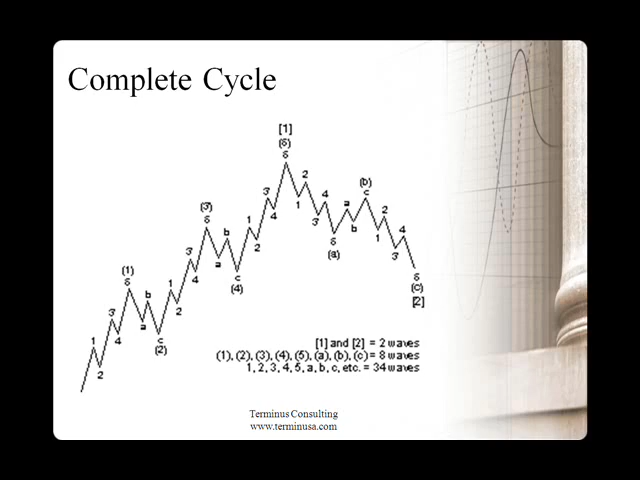 Complete Cycle
[1]
(5)
5
1
2
3
4
(1)
5
a
b
c
(2)
1
2
3
4
(3)
5
a
b
c
(4)
1
2
3
4
1
2
3
4
5
(a)
a
b
(b)
c
1
2
3
4
5
(c)
[2]
[1] and [2] = 2 waves
(1), (2), (3), (4), (5), (a), (b), (c) = 8 waves
1, 2, 3, 4, 5, a, b, c, etc. = 34 waves
Terminus Consulting
www.terminusa.com